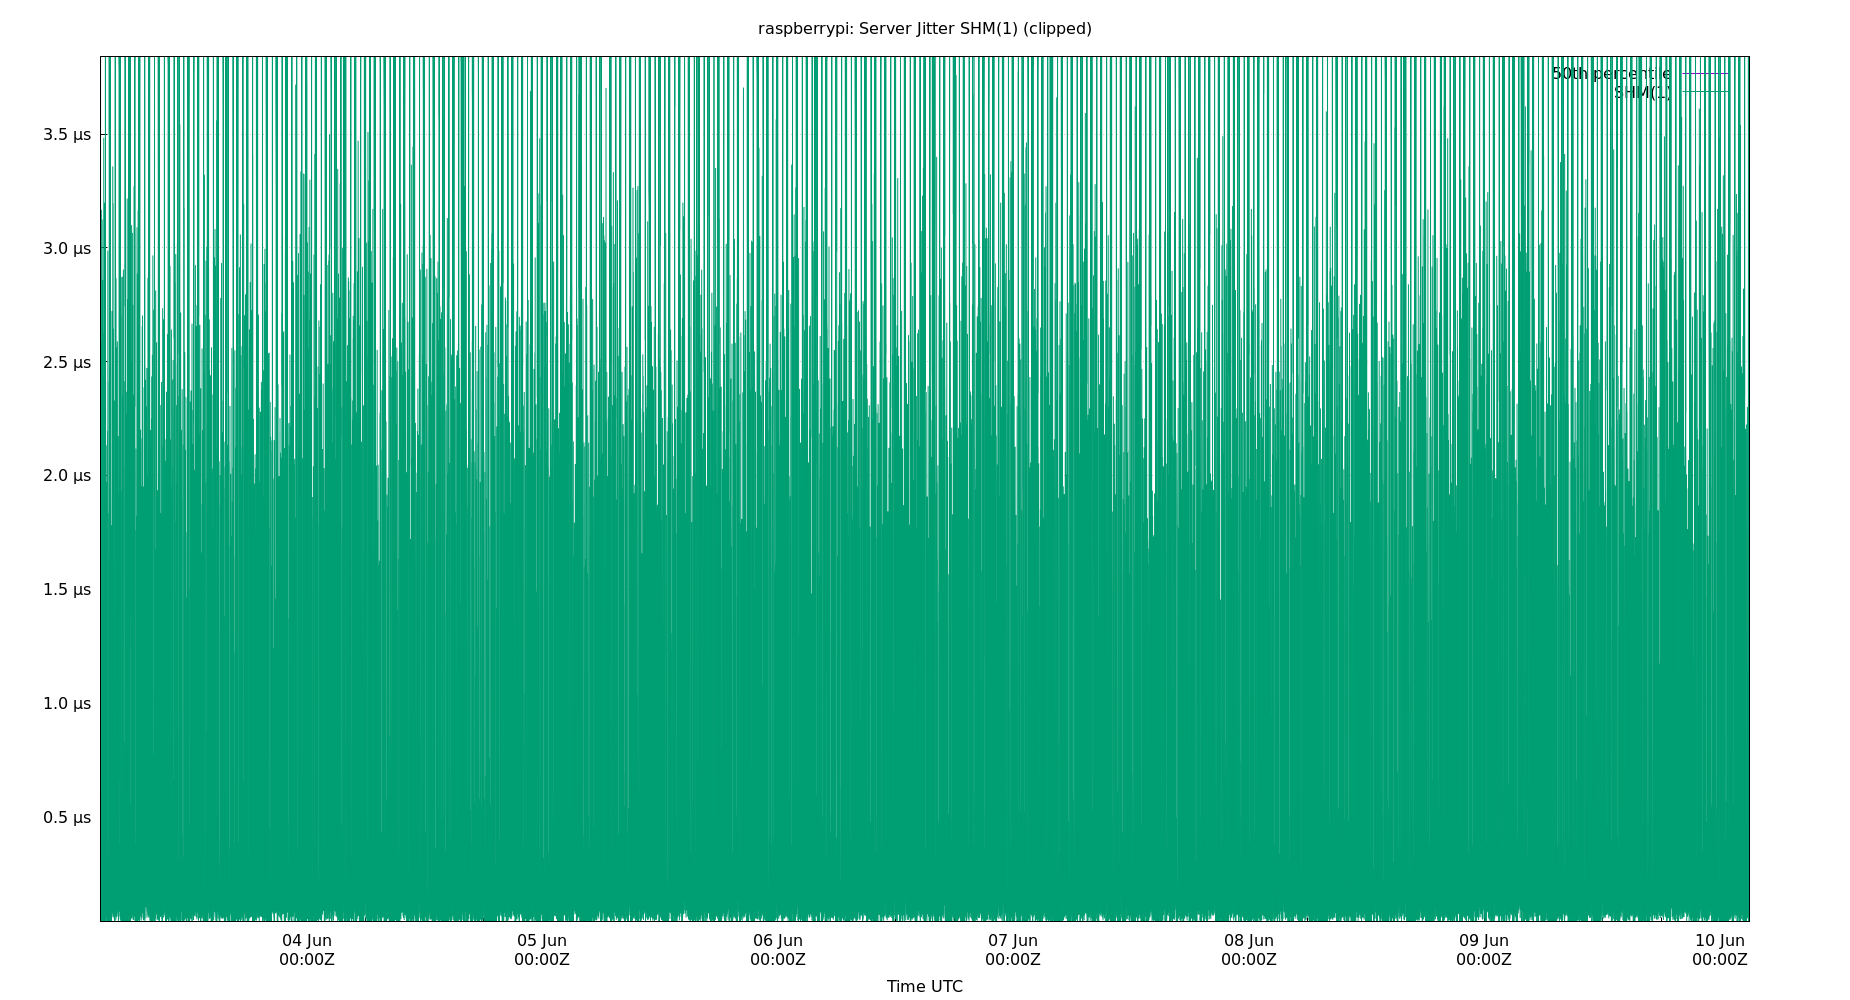 raspberrypi: Server Jitter SHM(1) (clipped)
50th percentile
SHM(1)
3.5 μs
3.0 μs
2.5 μs
2.0 μs
1.5 μs
1.0 μs
0.5 μs
04 Jun 05 Jun 06 Jun 07 Jun 08 Jun 09 Jun 10 Jun
00:00Z 00:00Z 00:00Z 00:00Z 00:00Z 00:00Z 00:00Z
Time UTC